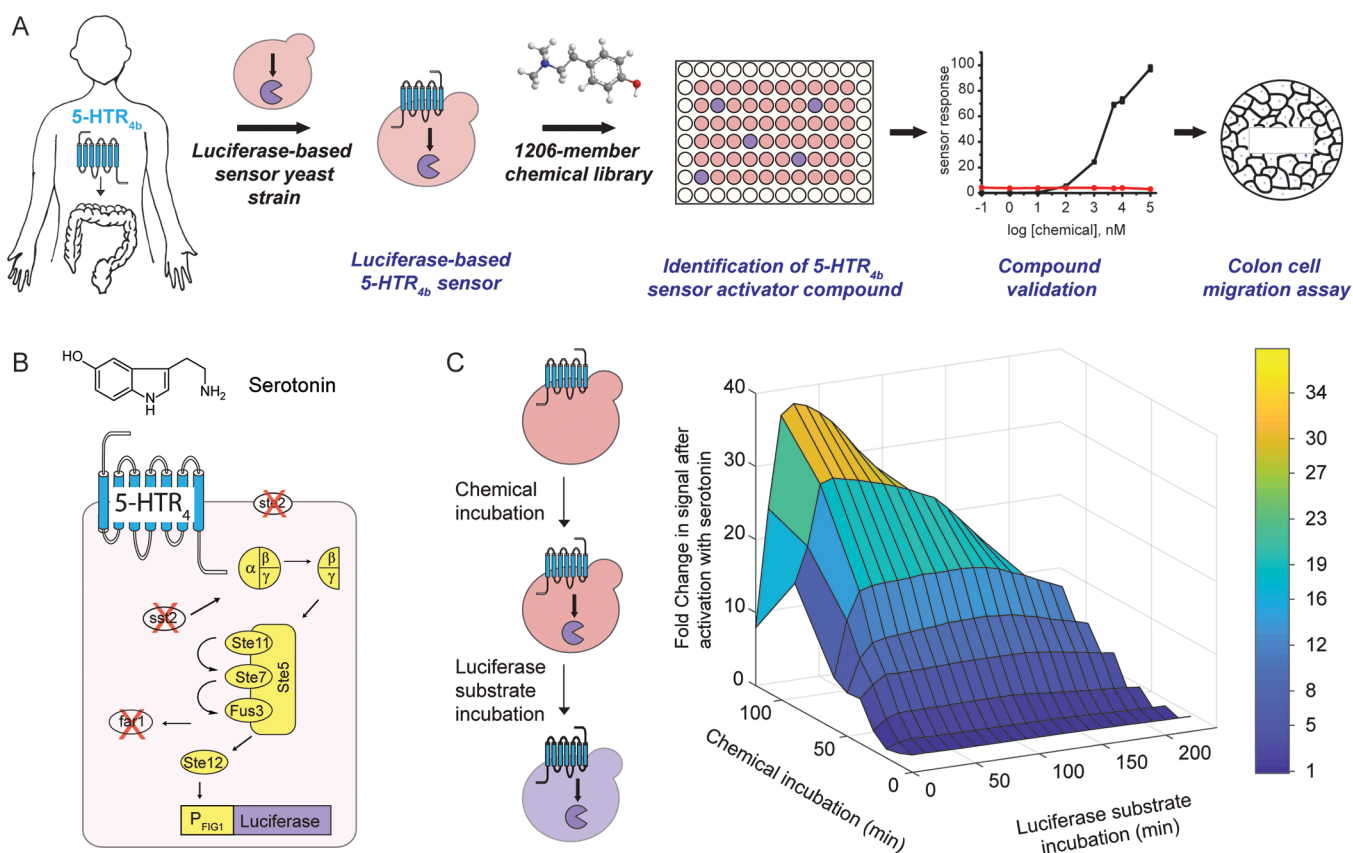 A
5-HTR4b
Luciferase-based
sensor yeast
strain
Luciferase-based
5-HTR4b sensor
1206-member
chemical library
Identification of 5-HTR4b
sensor activator compound
sensor response
100
80
60
40
20
0
-1 0 1 2 3 4 5
log [chemical], nM
Compound
validation
Colon cell
migration assay
B
HO
N
H
NH2
Serotonin
5-HTR4
ste2
α β γ
β γ
sst2
Ste11
Ste7
Fus3
Ste5
far1
Ste12
PFIG1 Luciferase
C
Chemical
incubation
Luciferase
substrate
incubation
Fold Change in signal after
activation with serotonin
40
30
20
10
0
100
50
0
Chemical incubation (min)
0 50 100 150 200
Luciferase substrate
incubation (min)
34
30
27
23
19
16
12
8
5
1